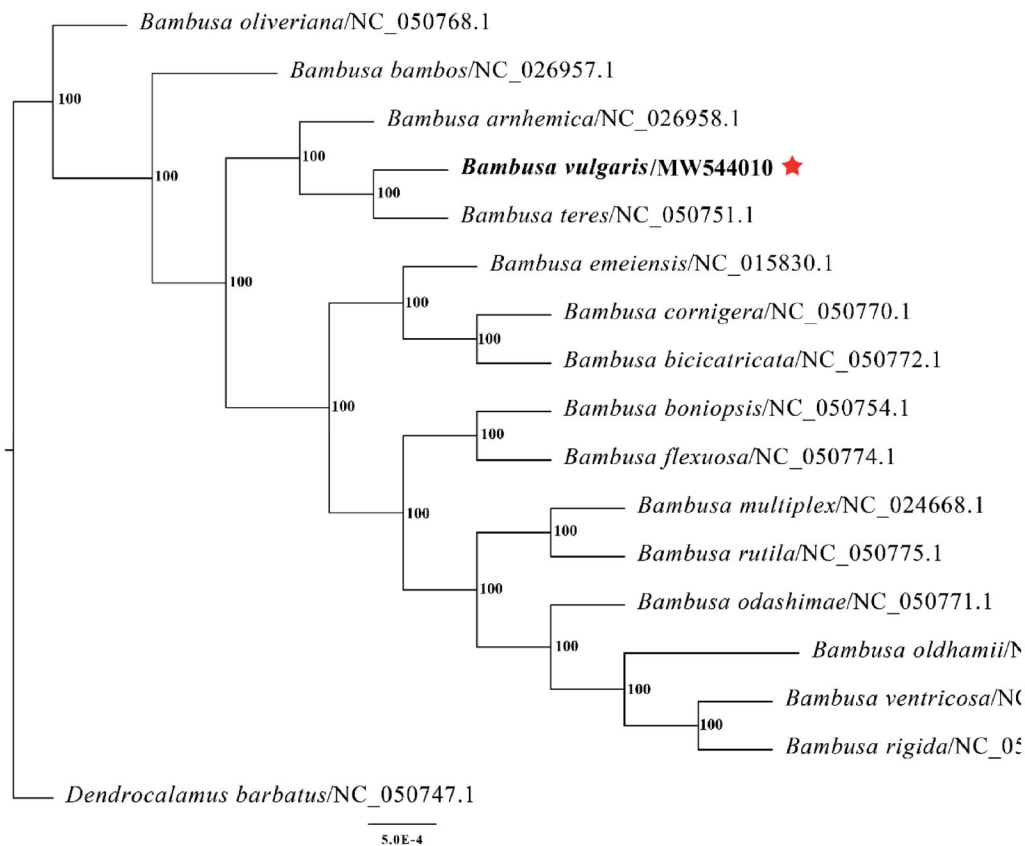 Bambusa oliveriana/NC_050768.1
Bambusa bambos/NC_026957.1
100
Bambusa arnhemica/NC_026958.1
100
Bambusa vulgaris/MW544010
100
100
Bambusa teres/NC_050751.1
Bambusa emeiensis/NC_015830.1
100
100
Bambusa cornigera/NC_050770.1
100
Bambusa bicicatricata/NC_050772.1
100
Bambusa boniopsis/NC_050754.1
100
Bambusa flexuosa/NC_050774.1
Bambusa multiplex/NC_024668.1
100
100
Bambusa rutila/NC_050775.1
100
Bambusa odashimae/NC_050771.1
100
Bambusa oldhamii/N
100
Bambusa ventricosa/NC
100
Bambusa rigida/NC_05
Dendrocalamus barbatus/NC_050747.1
5.0E-4